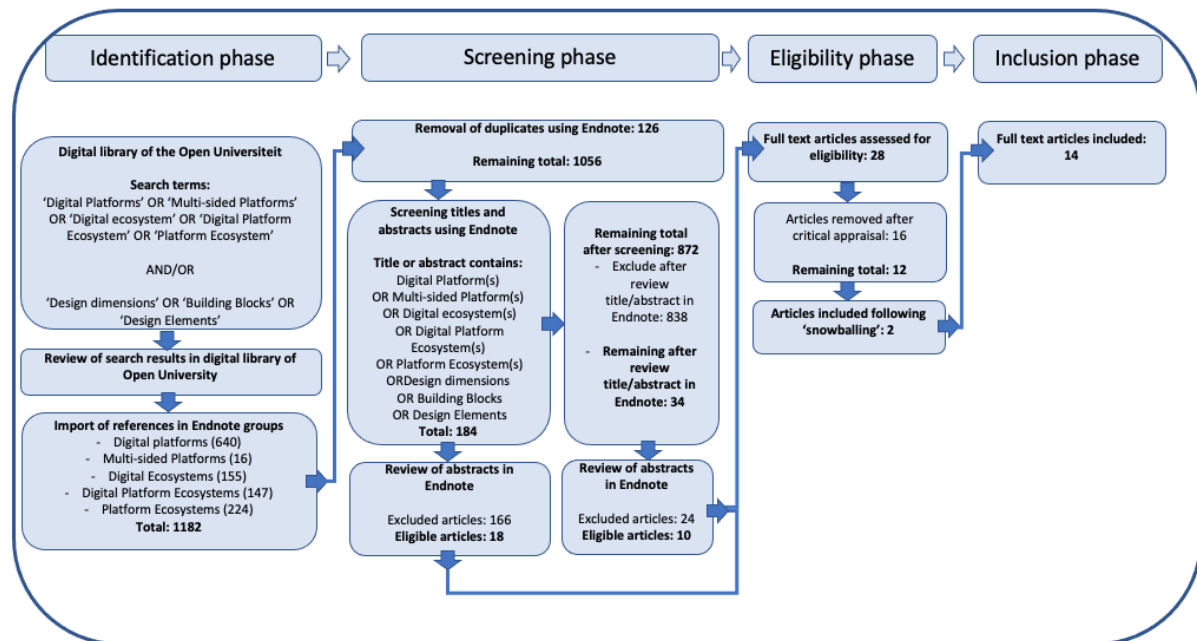 Identification phase
Screening phase
Eligibility phase
Inclusion phase
Digital library of the Open Universiteit
Search terms:
‘Digital Platforms’ OR ‘Multi-sided Platforms’
OR ‘Digital ecosystem’ OR ‘Digital Platform
Ecosystem’ OR ‘Platform Ecosystem’
AND/OR
‘Design dimensions’ OR ‘Building Blocks’ OR
‘Design Elements’
Review of search results in digital library of
Open University
Import of references in Endnote groups
- Digital platforms (640)
- Multi-sided Platforms (16)
- Digital Ecosystems (155)
- Digital Platform Ecosystems (147)
- Platform Ecosystems (224)
Total: 1182
Removal of duplicates using Endnote: 126
Remaining total: 1056
Screening titles and
abstracts using Endnote
Title or abstract contains:
Digital Platform(s)
OR Multi-sided Platform(s)
OR Digital ecosystem(s)
OR Digital Platform
Ecosystem(s)
OR Platform Ecosystem(s)
ORDesign dimensions
OR Building Blocks
OR Design Elements
Total: 184
Review of abstracts in
Endnote
Excluded articles: 166
Eligible articles: 18
Remaining total
after screening: 872
- Exclude after
review
title/abstract in
Endnote: 838
- Remaining after
review
title/abstract in
Endnote: 34
Review of abstracts
in Endnote
Excluded articles: 24
Eligible articles: 10
Full text articles assessed for
eligibility: 28
Articles removed after
critical appraisal: 16
Remaining total: 12
Articles included following
‘snowballing’: 2
Full text articles included:
14